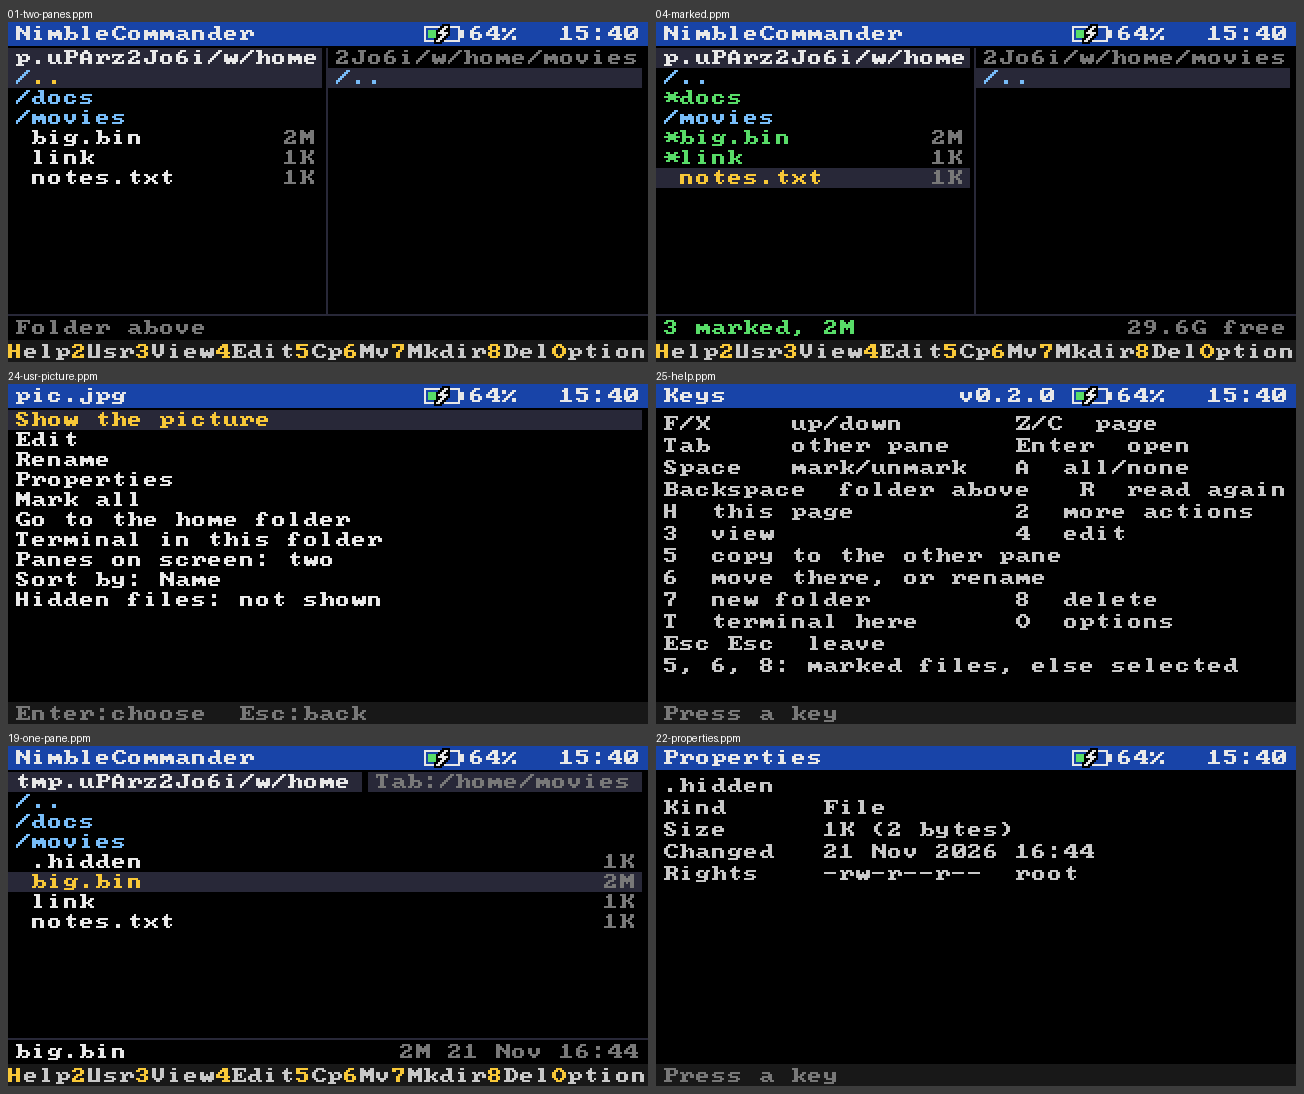 01-two-panes.ppm
NimbleCommander 64% 15:40
p.uPArz2Jo6i/w/home 2Jo6i/w/home/movies
/.. /..
/docs
/movies
big.bin 2M
link 1K
notes.txt 1K
Folder above
Help2Usr3View4Edit5Cp6Mv7Mkdir8DelOption
04-marked.ppm
NimbleCommander 64% 15:40
p.uPArz2Jo6i/w/home 2Jo6i/w/home/movies
/.. /..
*docs
/movies
*big.bin 2M
*link 1K
notes.txt 1K
3 marked, 2M 29.6G free
Help2Usr3View4Edit5Cp6Mv7Mkdir8DelOption
24-usr-picture.ppm
pic.jpg 64% 15:40
Show the picture
Edit
Rename
Properties
Mark all
Go to the home folder
Terminal in this folder
Panes on screen: two
Sort by: Name
Hidden files: not shown
Enter:choose Esc:back
25-help.ppm
Keys v0.2.0 64% 15:40
F/X up/down Z/C page
Tab other pane Enter open
Space mark/unmark A all/none
Backspace folder above R read again
H this page 2 more actions
3 view 4 edit
5 copy to the other pane
6 move there, or rename
7 new folder 8 delete
T terminal here O options
Esc Esc leave
5, 6, 8: marked files, else selected
Press a key
19-one-pane.ppm
NimbleCommander 64% 15:40
tmp.uPArz2Jo6i/w/home Tab:/home/movies
/..
/docs
/movies
.hidden 1K
big.bin 2M
link 1K
notes.txt 1K
big.bin 2M 21 Nov 16:44
Help2Usr3View4Edit5Cp6Mv7Mkdir8DelOption
22-properties.ppm
Properties 64% 15:40
.hidden
Kind File
Size 1K (2 bytes)
Changed 21 Nov 2026 16:44
Rights -rw-r--r-- root
Press a key